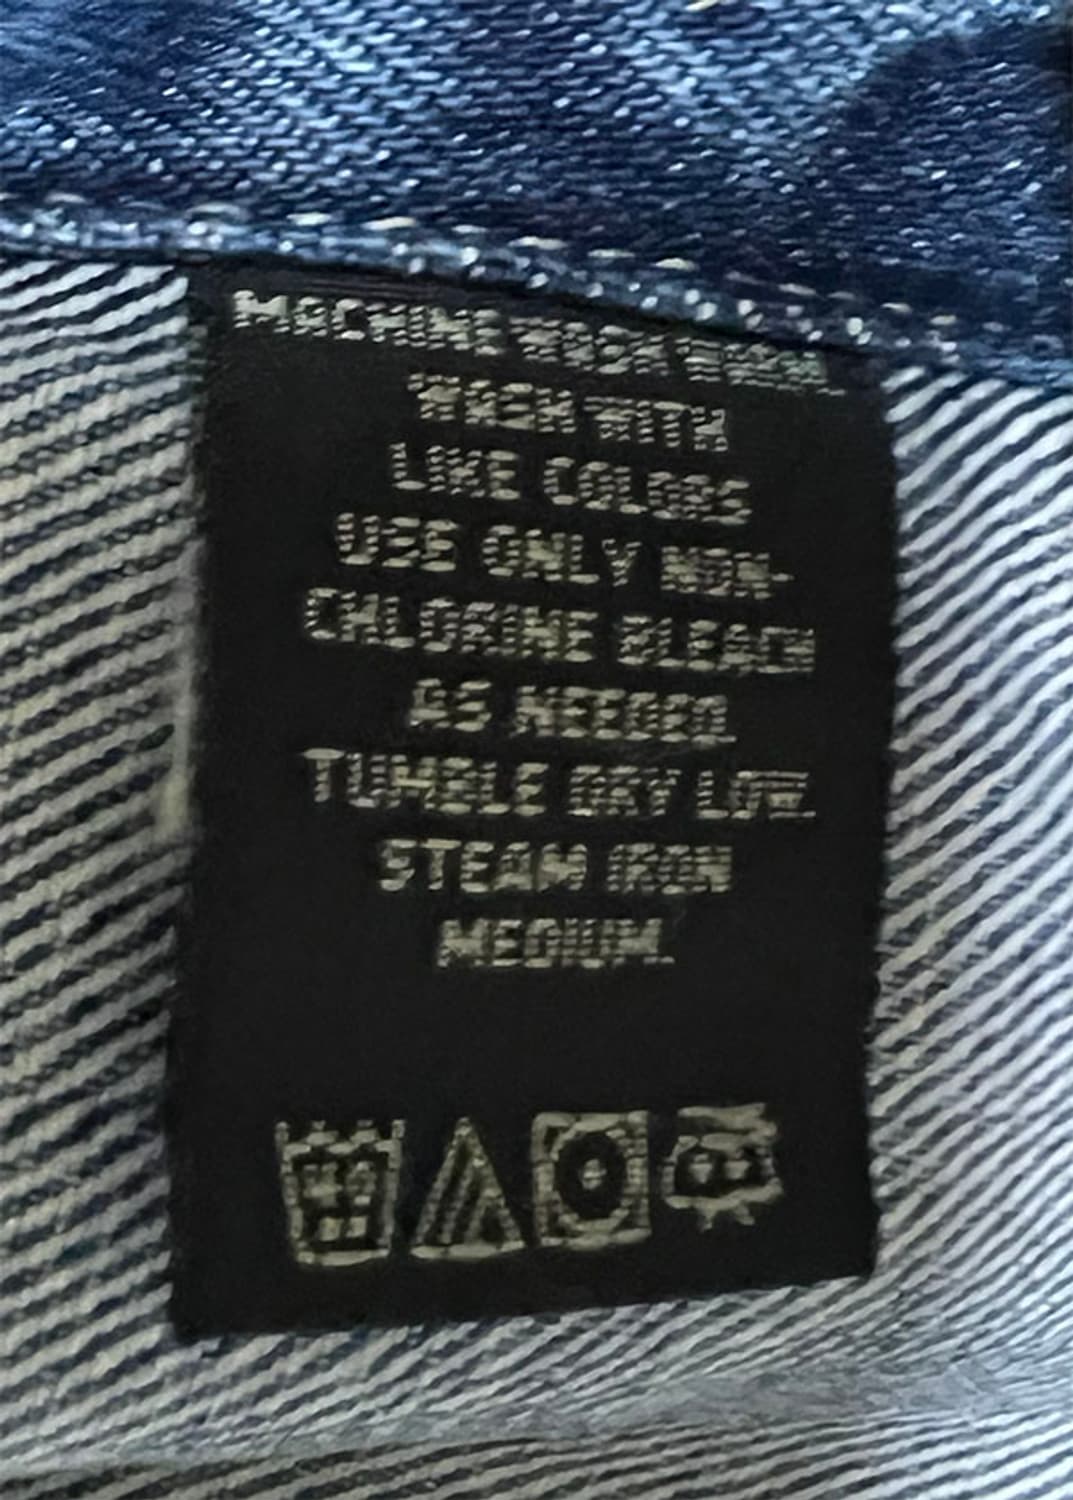 MACHINE WASH WARM.
WASH WITH
LIKE COLORS
USE ONLY NON-
CHLORINE BLEACH
AS NEEDED.
TUMBLE DRY LOW.
STEAM IRON
MEDIUM.